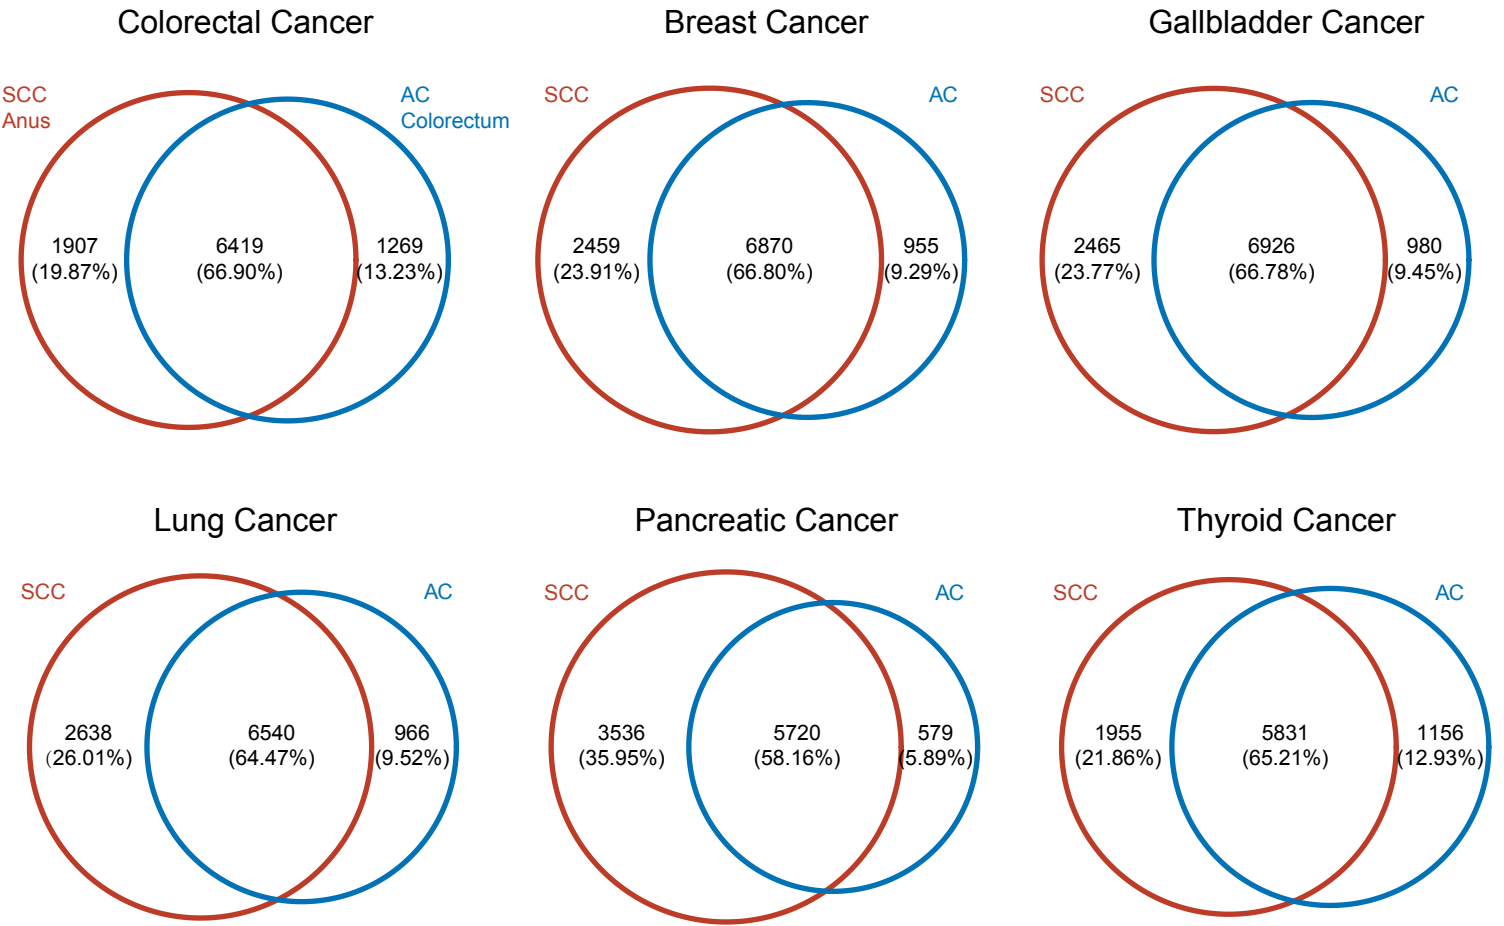 Colorectal Cancer
SCC
Anus
AC
Colorectum
1907
(19.87%)
6419
(66.90%)
1269
(13.23%)
Breast Cancer
SCC
AC
2459
(23.91%)
6870
(66.80%)
955
(9.29%)
Gallbladder Cancer
SCC
AC
2465
(23.77%)
6926
(66.78%)
980
(9.45%)
Lung Cancer
SCC
AC
2638
(26.01%)
6540
(64.47%)
966
(9.52%)
Pancreatic Cancer
SCC
AC
3536
(35.95%)
5720
(58.16%)
579
(5.89%)
Thyroid Cancer
SCC
AC
1955
(21.86%)
5831
(65.21%)
1156
(12.93%)